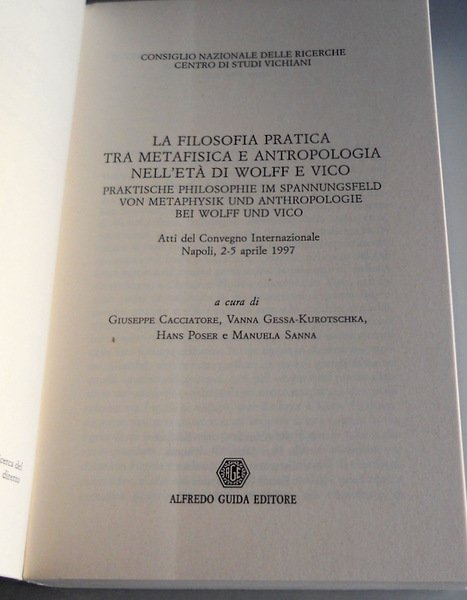 CONSIGLIO NAZIONALE DELLE RICERCHE
CENTRO DI STUDI VICHIANI
LA FILOSOFIA PRATICA
TRA METAFISICA E ANTROPOLOGIA
NELL'ETÀ DI WOLFF E VICO
PRAKTISCHE PHILOSOPHIE IM SPANNUNGSFELD
VON METAPHYSIK UND ANTHROPOLOGIE
BEI WOLFF UND VICO
Atti del Convegno Internazionale
Napoli, 2-5 aprile 1997
a cura di
GIUSEPPE CACCIATORE, VANNA GESSA-KUROTSCHKA,
HANS POSER E MANUELA SANNA
del
AGE
ALFREDO GUIDA EDITORE